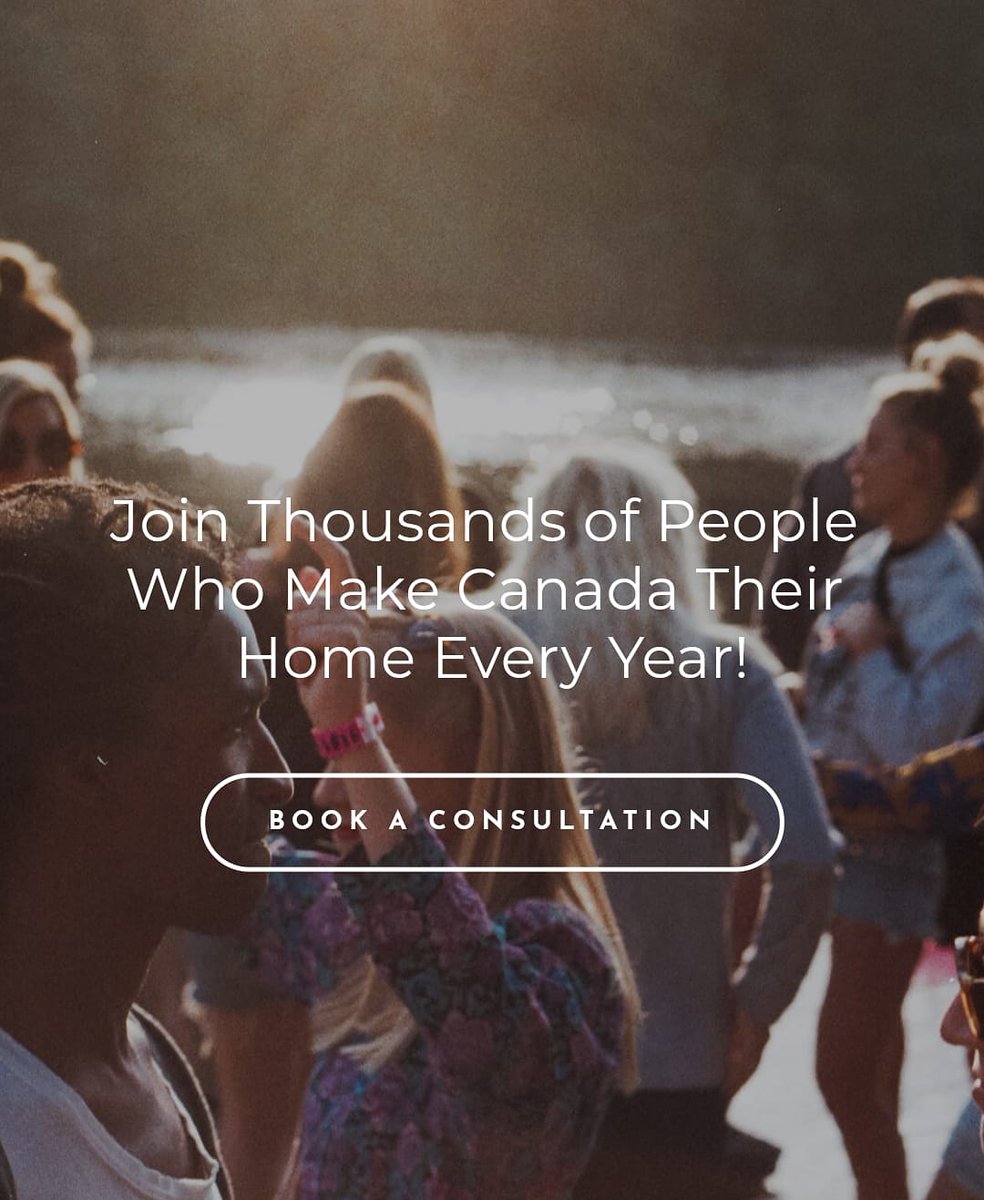 Join Thousands of People
Who Make Canada Their
Home Every Year!
BOOK A CONSULTATION